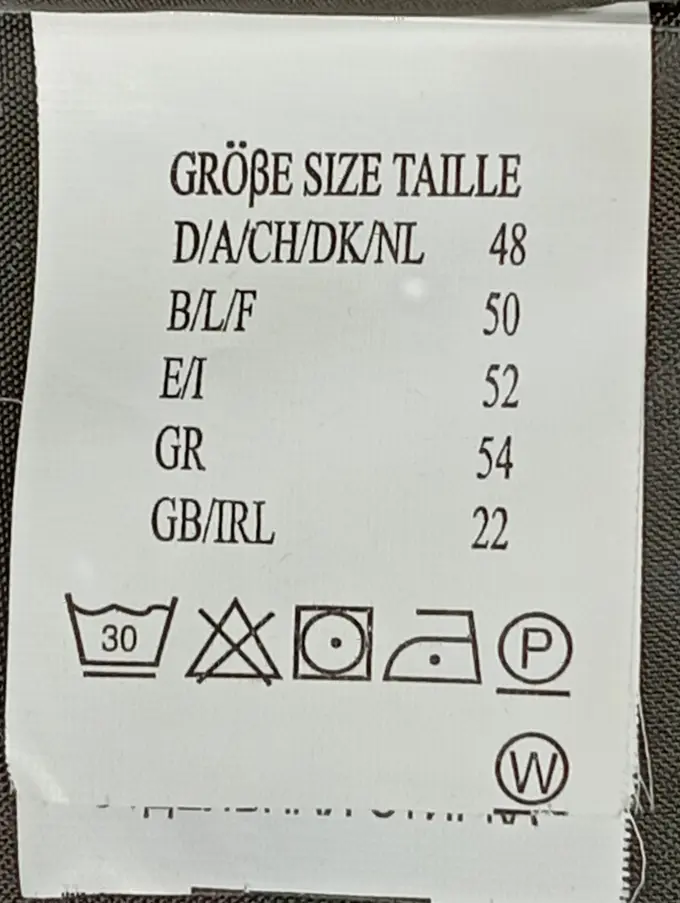 GRÖßE SIZE TAILLE
D/A/CH/DK/NL 48
B/L/F 50
E/I 52
GR 54
GB/IRL 22
30
P
W